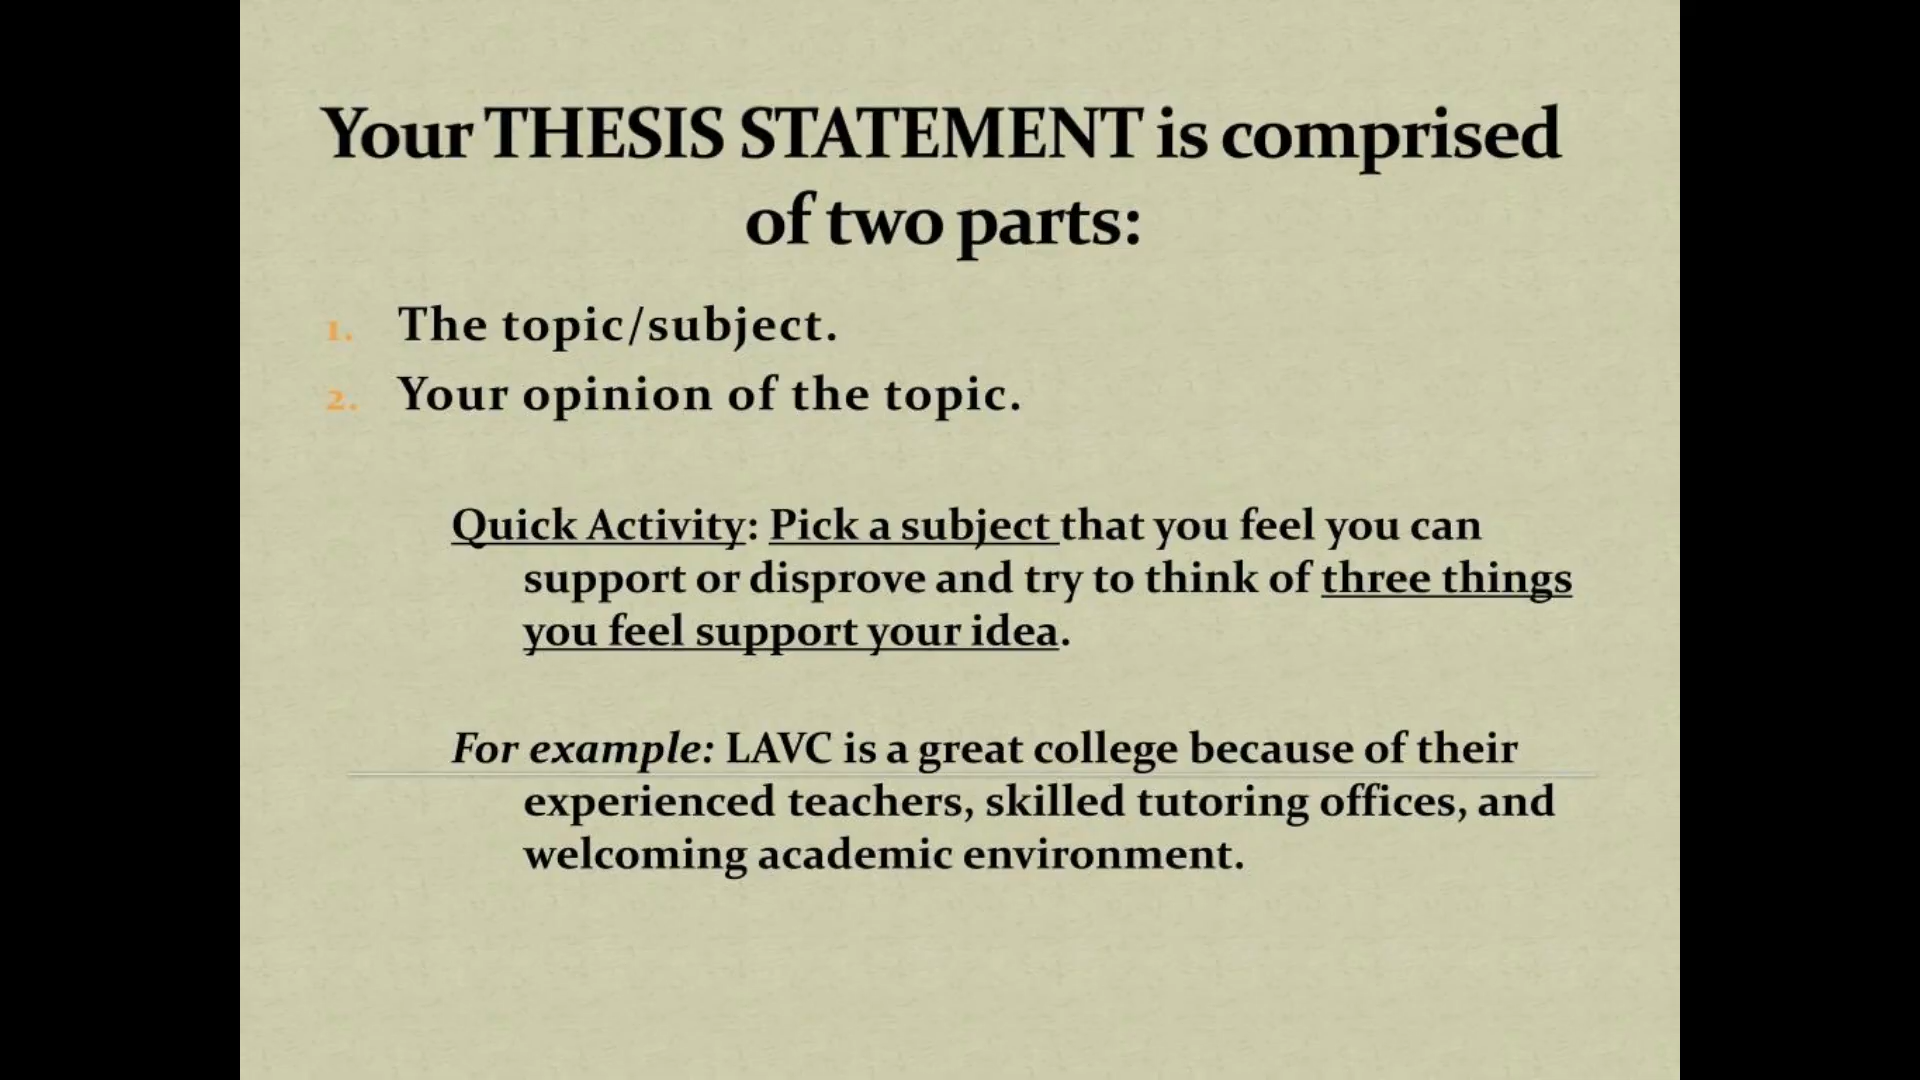 Your THESIS STATEMENT is comprised
of two parts:
1. The topic/subject.
2. Your opinion of the topic.
Quick Activity: Pick a subject that you feel you can
support or disprove and try to think of three things
you feel support your idea.
For example: LAVC is a great college because of their
experienced teachers, skilled tutoring offices, and
welcoming academic environment.